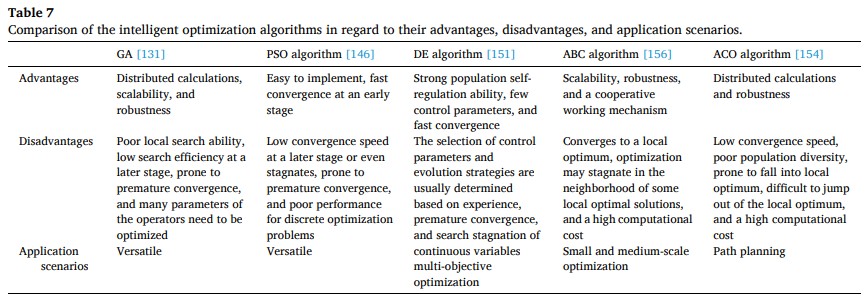 Table 7
Comparison of the intelligent optimization algorithms in regard to their advantages, disadvantages, and application scenarios.
GA [131]
PSO algorithm [146]
DE algorithm [151]
ABC algorithm [156]
ACO algorithm [154]
Advantages
Distributed calculations,
scalability, and
robustness
Easy to implement, fast
convergence at an early
stage
Strong population self-
regulation ability, few
control parameters, and
fast convergence
Scalability, robustness,
and a cooperative
working mechanism
Distributed calculations
and robustness
Disadvantages
Poor local search ability,
low search efficiency at a
later stage, prone to
premature convergence,
and many parameters of
the operators need to be
optimized
Low convergence speed
at a later stage or even
stagnates, prone to
premature convergence,
and poor performance
for discrete optimization
problems
The selection of control
parameters and
evolution strategies are
usually determined
based on experience,
premature convergence,
and search stagnation of
Converges to a local
optimum, optimization
may stagnate in the
neighborhood of some
local optimal solutions,
and a high computational
cost
Low convergence speed,
poor population diversity,
prone to fall into local
optimum, difficult to jump
out of the local optimum,
and a high computational
cost
Application
scenarios
Versatile
Versatile
continuous variables
multi-objective
optimization
Small and medium-scale
optimization
Path planning